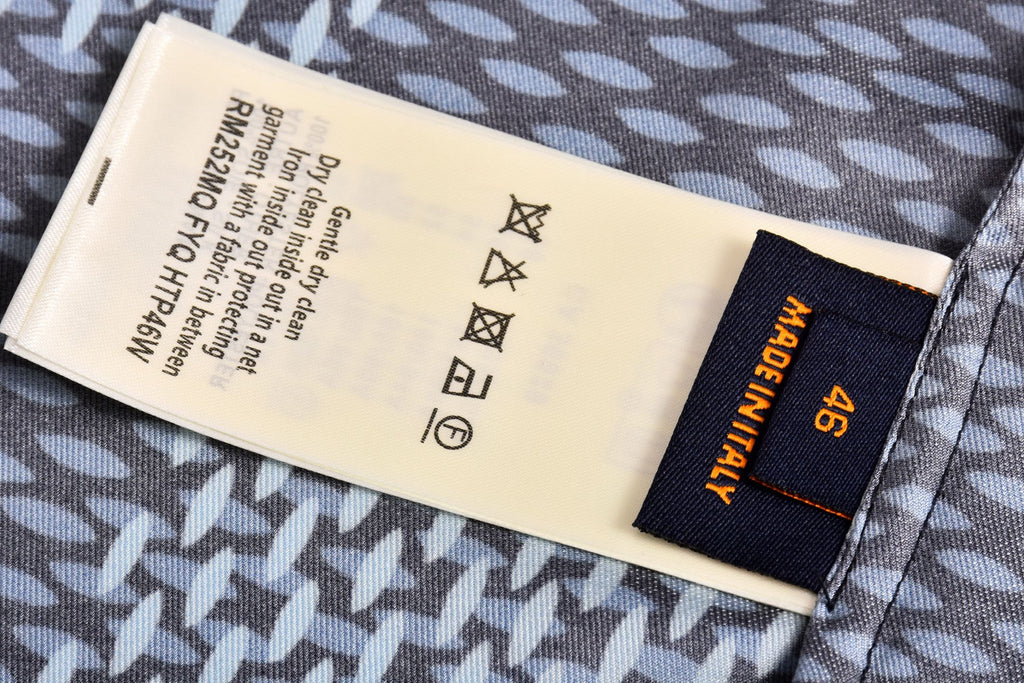 Gentle dry clean
Dry clean inside out in a net
Iron inside out protecting
garment with a fabric in between
RM252MQ FYQ HTP46W
F
MADE IN ITALY
46